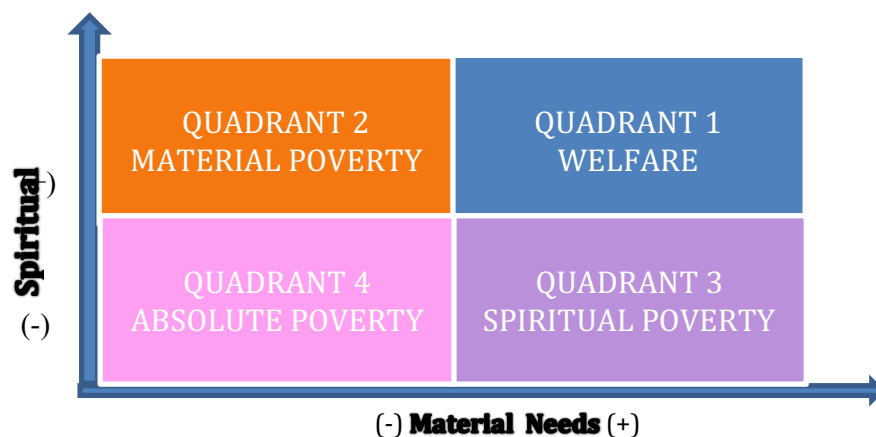 QUADRANT 2
MATERIAL POVERTY
QUADRANT 1
WELFARE
Spiritual
(-)
QUADRANT 4
ABSOLUTE POVERTY
QUADRANT 3
SPIRITUAL POVERTY
(-) Material Needs (+)